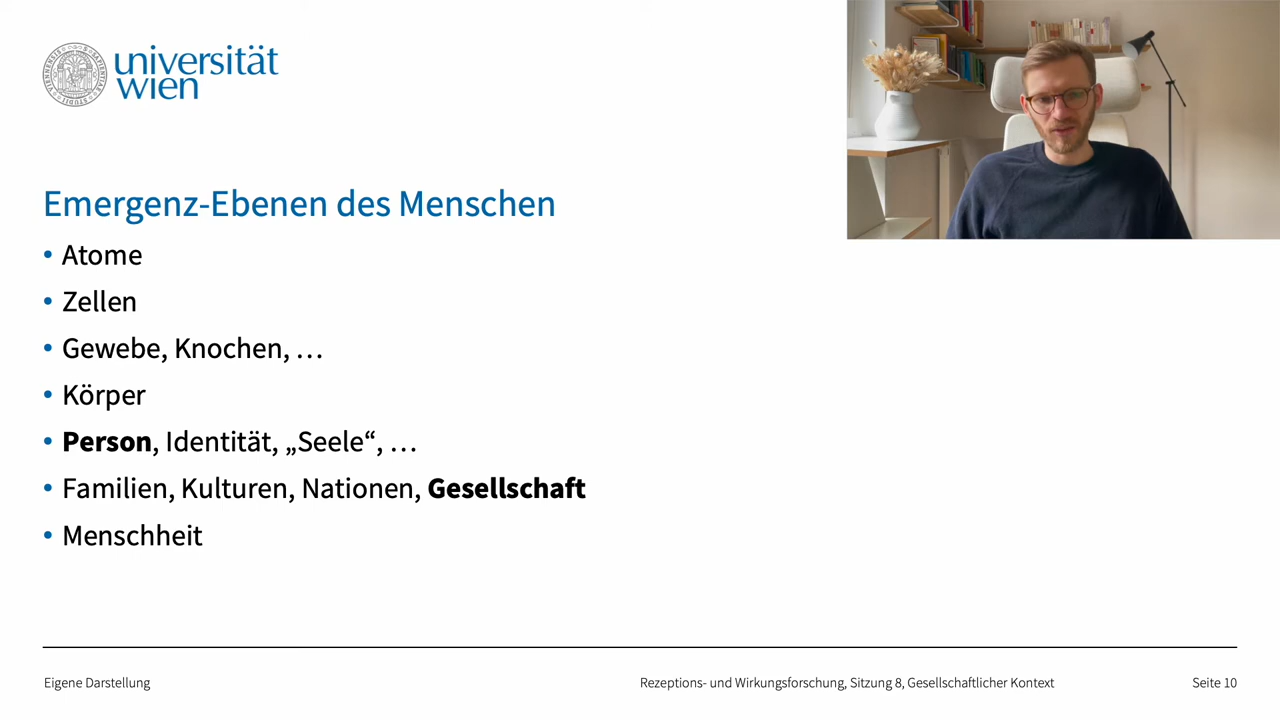 universität
wien
Emergenz-Ebenen des Menschen
• Atome
• Zellen
• Gewebe, Knochen, …
• Körper
• Person, Identität, „Seele“, …
• Familien, Kulturen, Nationen, Gesellschaft
• Menschheit
Eigene Darstellung
Rezeptions- und Wirkungsforschung, Sitzung 8, Gesellschaftlicher Kontext
Seite 10